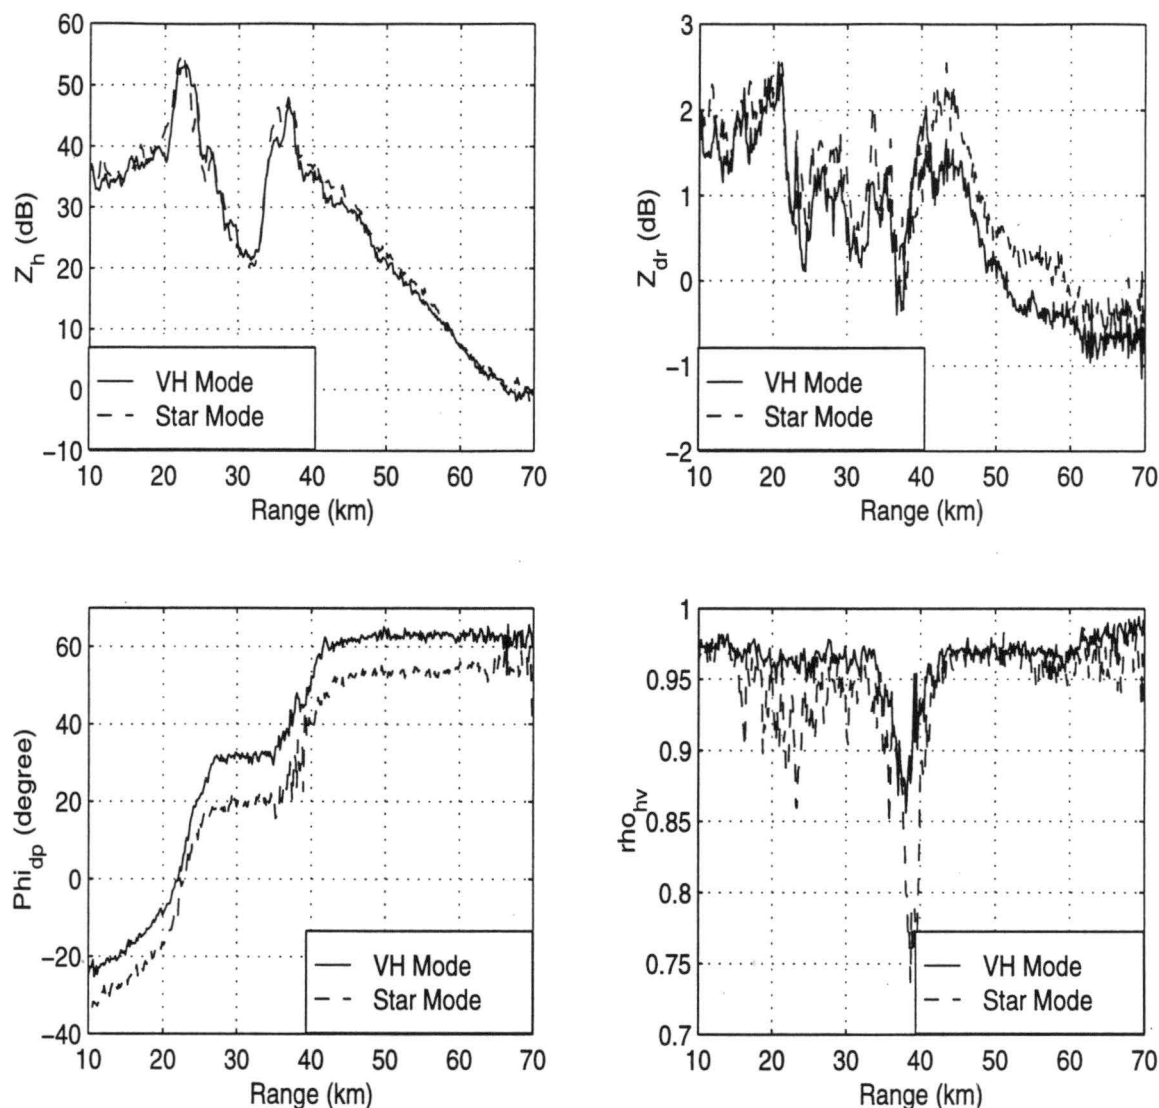 60
50
40
30
20
10
0
−10
Z_h (dB)
VH Mode
Star Mode
10 20 30 40 50 60 70
Range (km)
3
2
1
0
−1
−2
Z_dr (dB)
VH Mode
Star Mode
10 20 30 40 50 60 70
Range (km)
60
40
20
0
−20
−40
Phi_dp (degree)
VH Mode
Star Mode
10 20 30 40 50 60 70
Range (km)
1
0.95
0.9
0.85
0.8
0.75
0.7
rho_hv
VH Mode
Star Mode
10 20 30 40 50 60 70
Range (km)